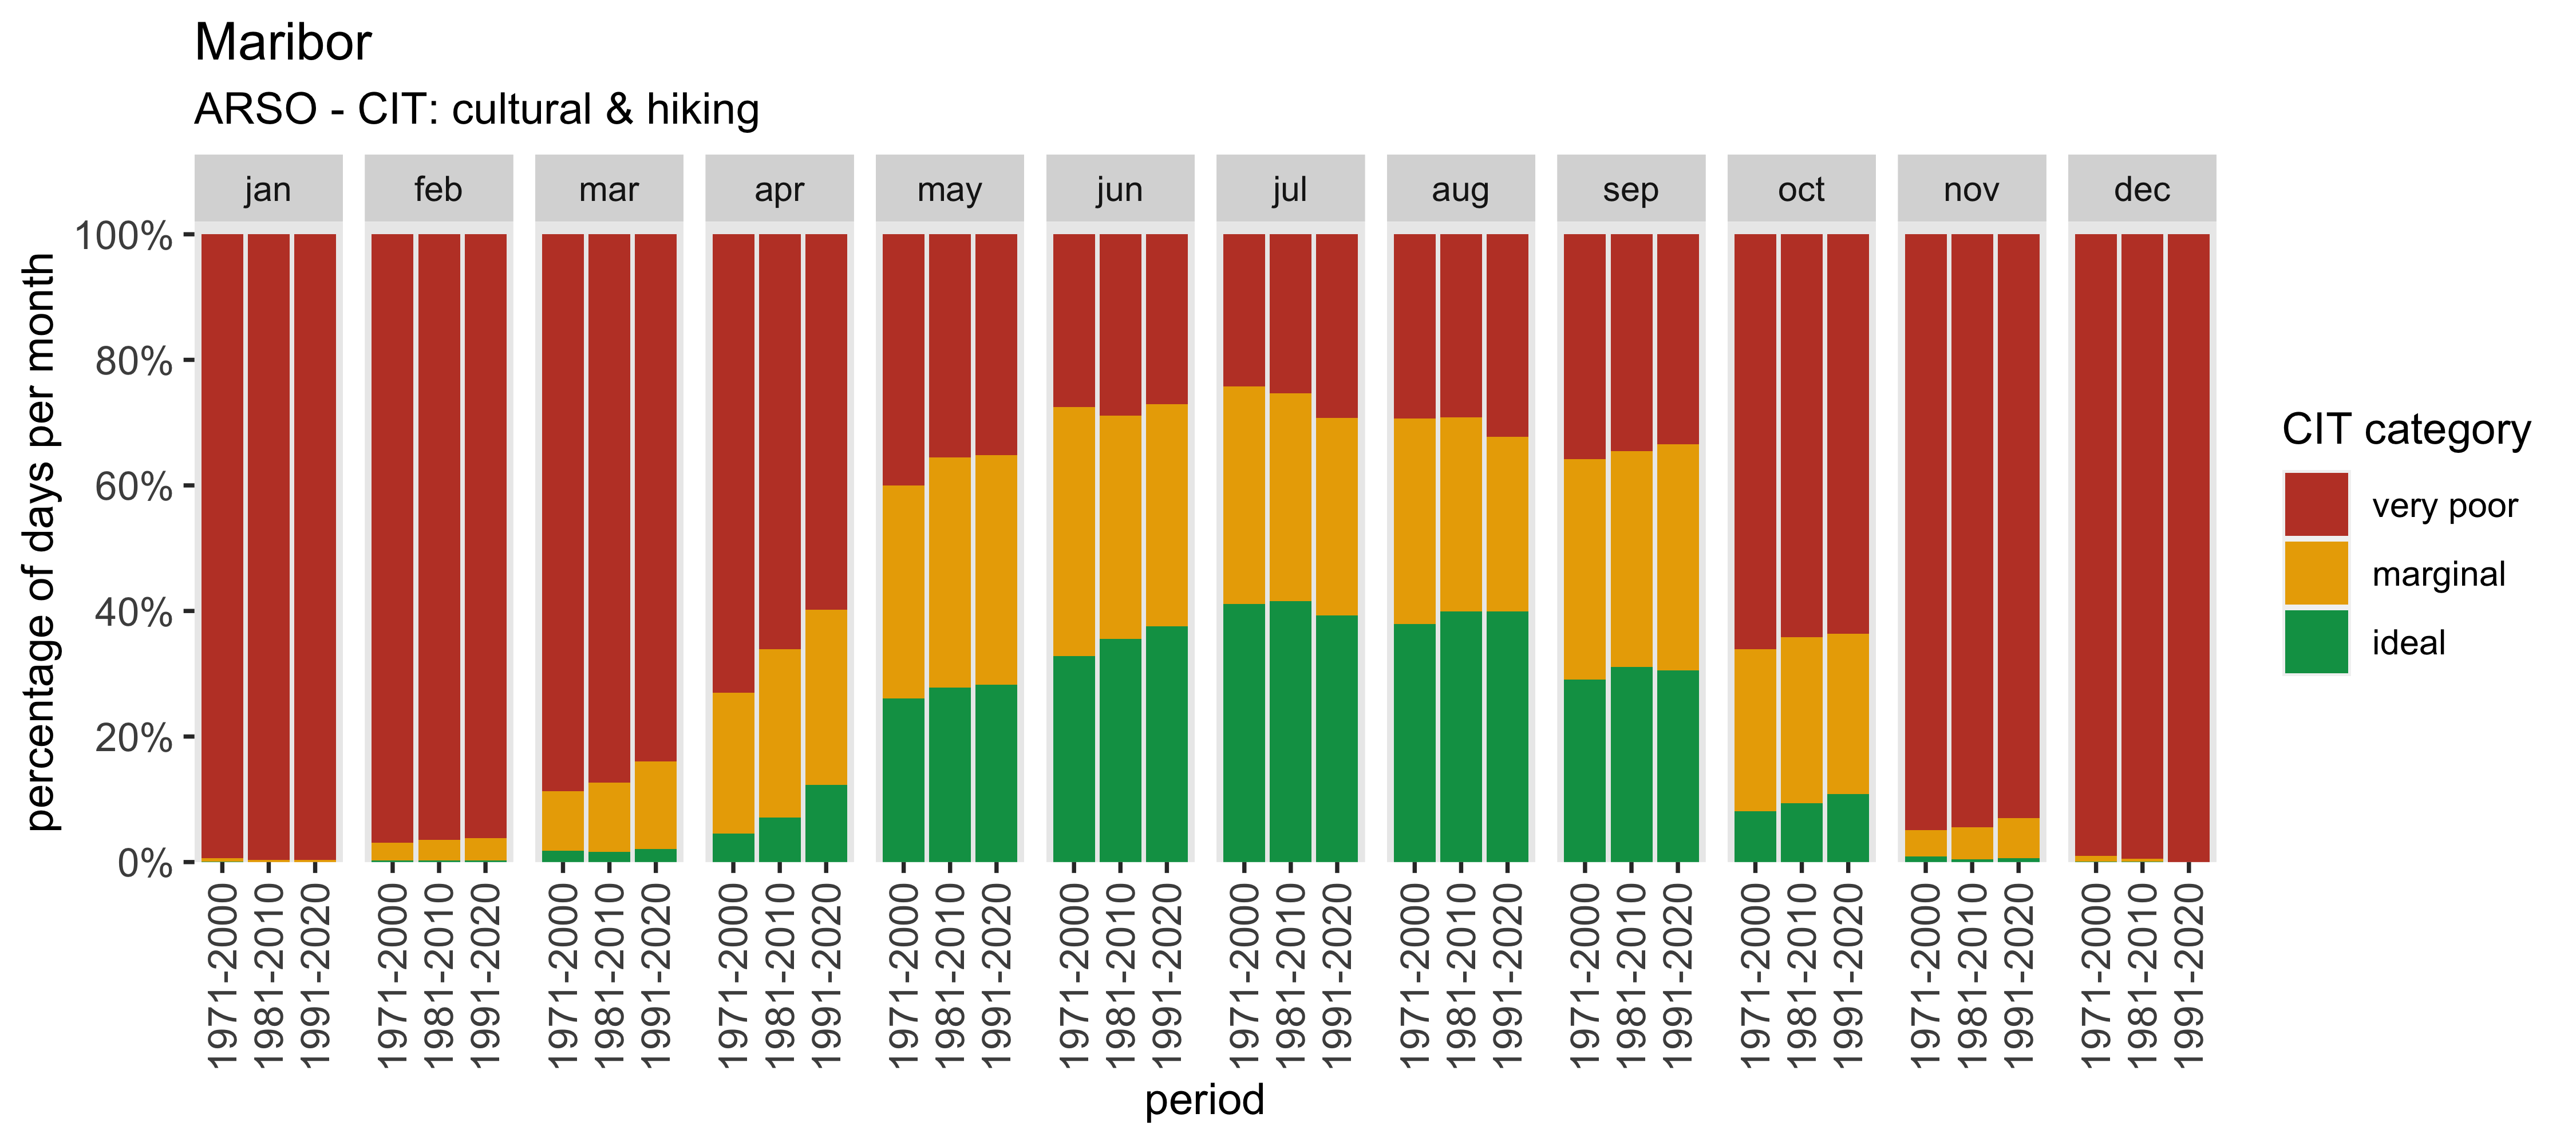 Maribor
ARSO - CIT: cultural & hiking
jan feb mar apr may jun jul aug sep oct nov dec
percentage of days per month
100%
80%
60%
40%
20%
0%
1971-2000 1981-2010 1991-2020 1971-2000 1981-2010 1991-2020 1971-2000 1981-2010 1991-2020 1971-2000 1981-2010 1991-2020 1971-2000 1981-2010 1991-2020 1971-2000 1981-2010 1991-2020 1971-2000 1981-2010 1991-2020 1971-2000 1981-2010 1991-2020 1971-2000 1981-2010 1991-2020 1971-2000 1981-2010 1991-2020 1971-2000 1981-2010 1991-2020 1971-2000 1981-2010 1991-2020
period
CIT category
very poor
marginal
ideal